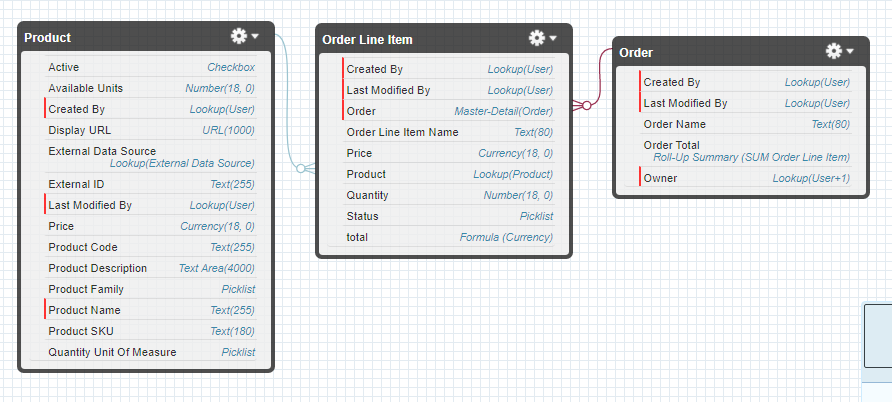 Product
Active Checkbox
Available Units Number(18, 0)
Created By Lookup(User)
Display URL URL(1000)
External Data Source
Lookup(External Data Source)
External ID Text(255)
Last Modified By Lookup(User)
Price Currency(18, 0)
Product Code Text(255)
Product Description Text Area(4000)
Product Family Picklist
Product Name Text(255)
Product SKU Text(180)
Quantity Unit Of Measure Picklist
Order Line Item
Created By Lookup(User)
Last Modified By Lookup(User)
Order Master-Detail(Order)
Order Line Item Name Text(80)
Price Currency(18, 0)
Product Lookup(Product)
Quantity Number(18, 0)
Status Picklist
total Formula (Currency)
Order
Created By Lookup(User)
Last Modified By Lookup(User)
Order Name Text(80)
Order Total
Roll-Up Summary (SUM Order Line Item)
Owner Lookup(User+1)